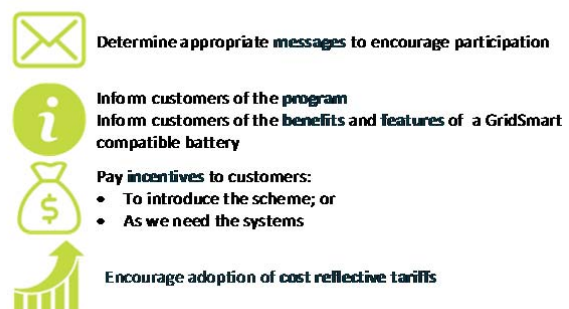 Determine appropriate messages to encourage participation
Inform customers of the program
Inform customers of the benefits and features of a GridSmart
compatible battery
Pay incentives to customers:
• To introduce the scheme; or
• As we need the systems
Encourage adoption of cost reflective tariffs